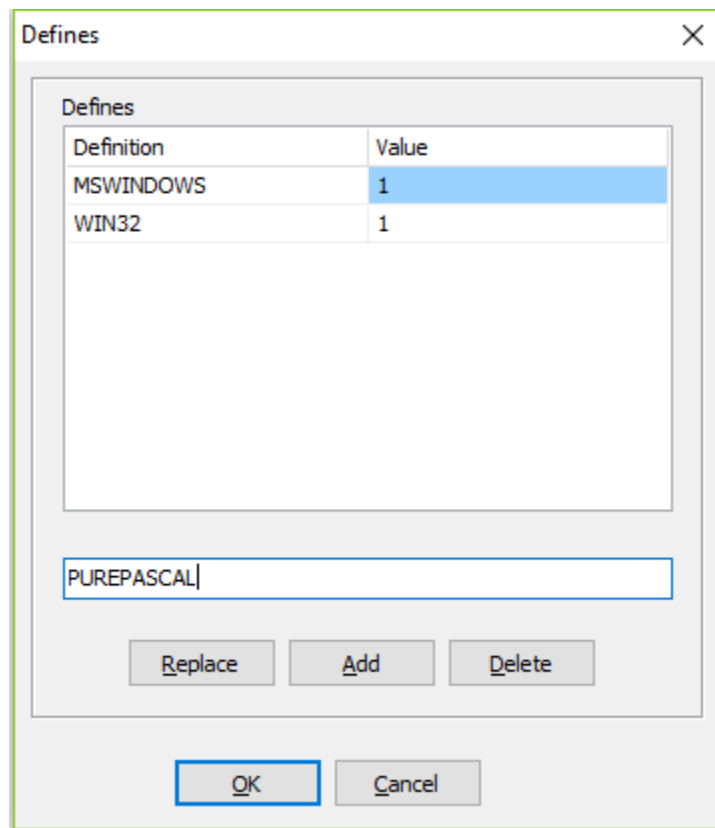 Defines
Defines
Definition Value
MSWINDOWS 1
WIN32 1
PUREPASCAL
Replace Add Delete
OK Cancel